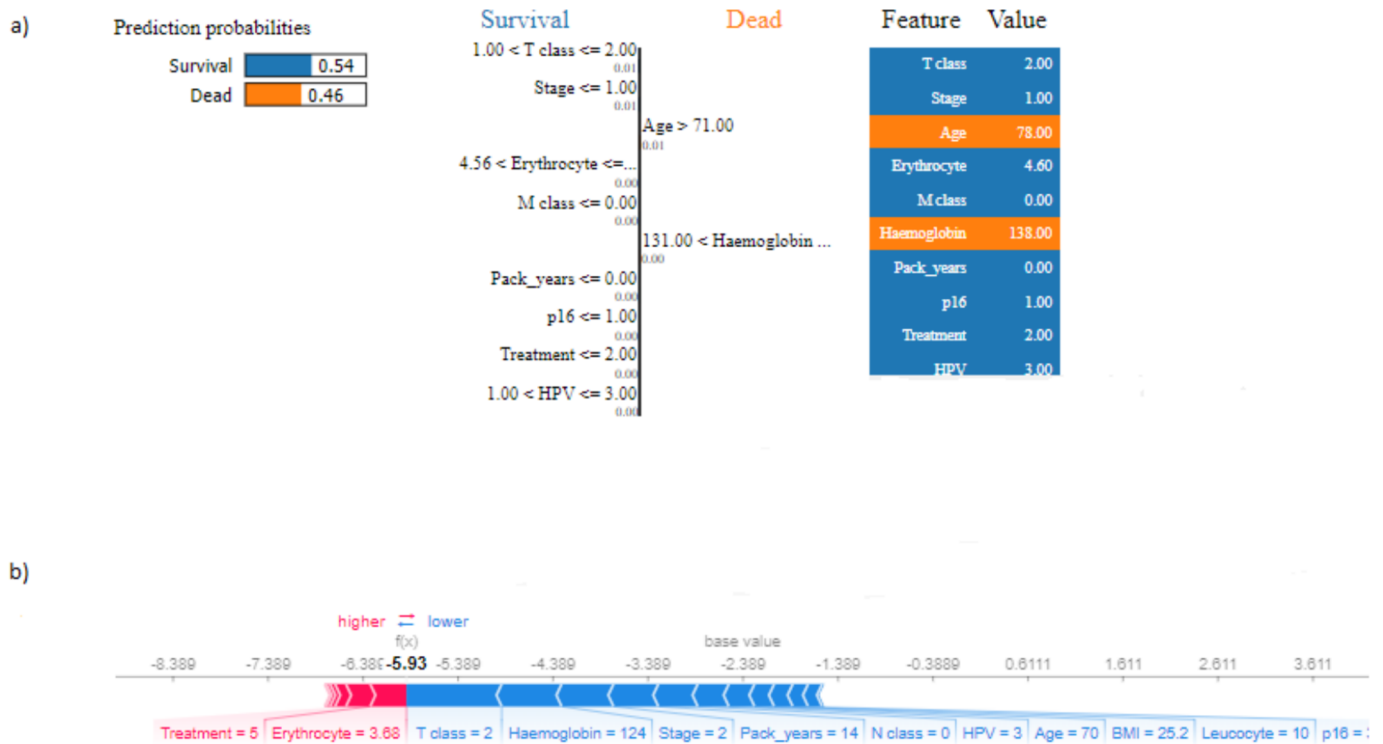 a)
Prediction probabilities
Survival 0.54
Dead 0.46
Survival Dead
1.00 < T class <= 2.00
0.01
Stage <= 1.00
0.01
Age > 71.00
0.01
4.56 < Erythrocyte <=...
0.00
M class <= 0.00
0.00
131.00 < Haemoglobin ...
0.00
Pack_years <= 0.00
0.00
p16 <= 1.00
0.00
Treatment <= 2.00
0.00
1.00 < HPV <= 3.00
0.00
Feature Value
T class 2.00
Stage 1.00
Age 78.00
Erythrocyte 4.60
M class 0.00
Haemoglobin 138.00
Pack_years 0.00
p16 1.00
Treatment 2.00
HPV 3.00
b)
higher ⇄ lower
f(x) base value
-8.389 -7.389 -6.389 -5.93 -5.389 -4.389 -3.389 -2.389 -1.389 -0.3889 0.6111 1.611 2.611 3.611
Treatment = 5 Erythrocyte = 3.68 T class = 2 Haemoglobin = 124 Stage = 2 Pack_years = 14 N class = 0 HPV = 3 Age = 70 BMI = 25.2 Leucocyte = 10 p16 =